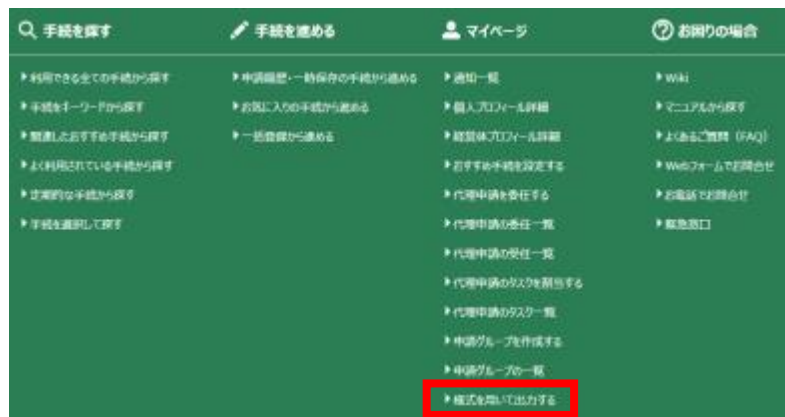 手続を探す
利用できる全ての手続から探す
手続をキーワードから探す
関連したおすすめ手続から探す
よく利用されている手続から探す
定期的な手続から探す
手続を選択して探す
手続を進める
申請履歴・一時保存の手続から進める
お気に入りの手続から進める
一括登録から進める
マイページ
通知一覧
個人プロフィール詳細
経営体プロフィール詳細
おすすめ手続を設定する
代理申請を委任する
代理申請の委任一覧
代理申請の受任一覧
代理申請のタスクを割当する
代理申請のタスク一覧
申請グループを作成する
申請グループの一覧
様式を用いて出力する
お困りの場合
Wiki
マニュアルから探す
よくあるご質問（FAQ）
Webフォームでお問合せ
お電話でお問合せ
緊急窓口